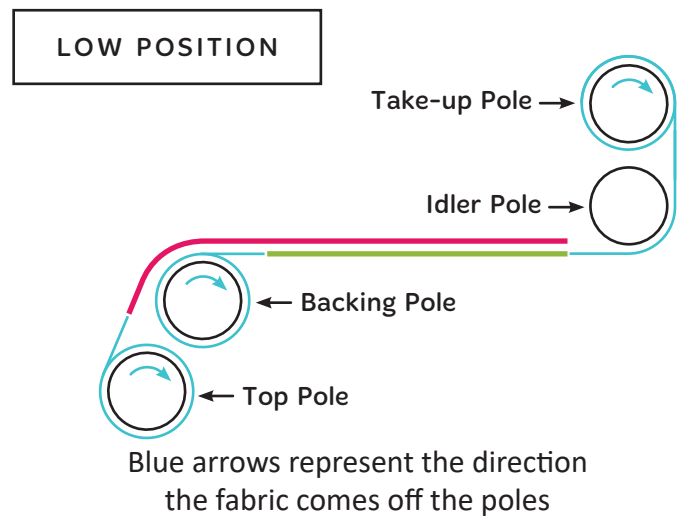 LOW POSITION
Take-up Pole
Idler Pole
Backing Pole
Top Pole
Blue arrows represent the direction
the fabric comes off the poles